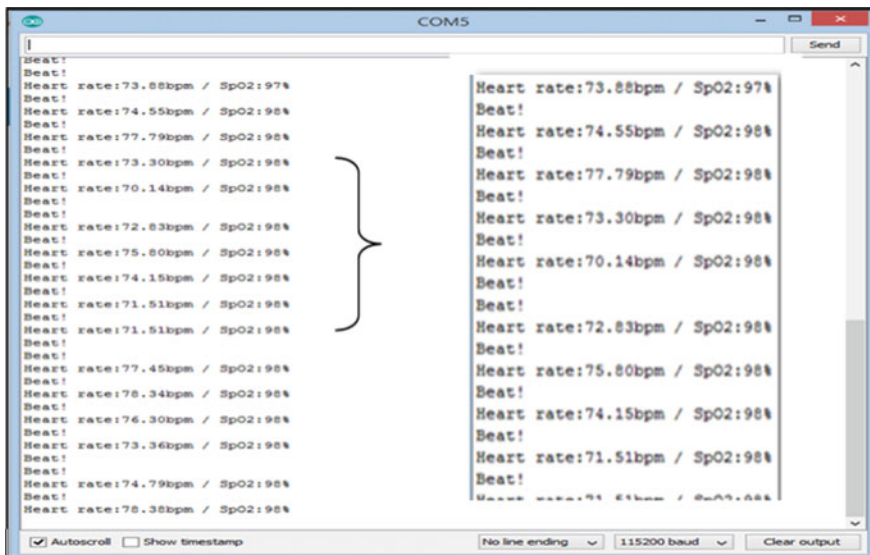 COM5
Send
Beat!
Beat!
Heart rate:73.88bpm / SpO2:97%
Beat!
Heart rate:74.55bpm / SpO2:98%
Beat!
Heart rate:77.79bpm / SpO2:98%
Beat!
Heart rate:73.30bpm / SpO2:98%
Beat!
Heart rate:70.14bpm / SpO2:98%
Beat!
Beat!
Heart rate:72.83bpm / SpO2:98%
Beat!
Heart rate:75.80bpm / SpO2:98%
Beat!
Heart rate:74.15bpm / SpO2:98%
Beat!
Heart rate:71.51bpm / SpO2:98%
Beat!
Heart rate:71.51bpm / SpO2:98%
Beat!
Beat!
Heart rate:77.45bpm / SpO2:98%
Beat!
Heart rate:78.34bpm / SpO2:98%
Beat!
Heart rate:76.30bpm / SpO2:98%
Beat!
Heart rate:73.36bpm / SpO2:98%
Beat!
Beat!
Heart rate:74.79bpm / SpO2:98%
Beat!
Heart rate:78.38bpm / SpO2:98%
Heart rate:73.88bpm / SpO2:97%
Beat!
Heart rate:74.55bpm / SpO2:98%
Beat!
Heart rate:77.79bpm / SpO2:98%
Beat!
Heart rate:73.30bpm / SpO2:98%
Beat!
Heart rate:70.14bpm / SpO2:98%
Beat!
Beat!
Heart rate:72.83bpm / SpO2:98%
Beat!
Heart rate:75.80bpm / SpO2:98%
Beat!
Heart rate:74.15bpm / SpO2:98%
Beat!
Heart rate:71.51bpm / SpO2:98%
Beat!
Heart rate:71.51bpm / SpO2:98%
Autoscroll Show timestamp No line ending 115200 baud Clear output